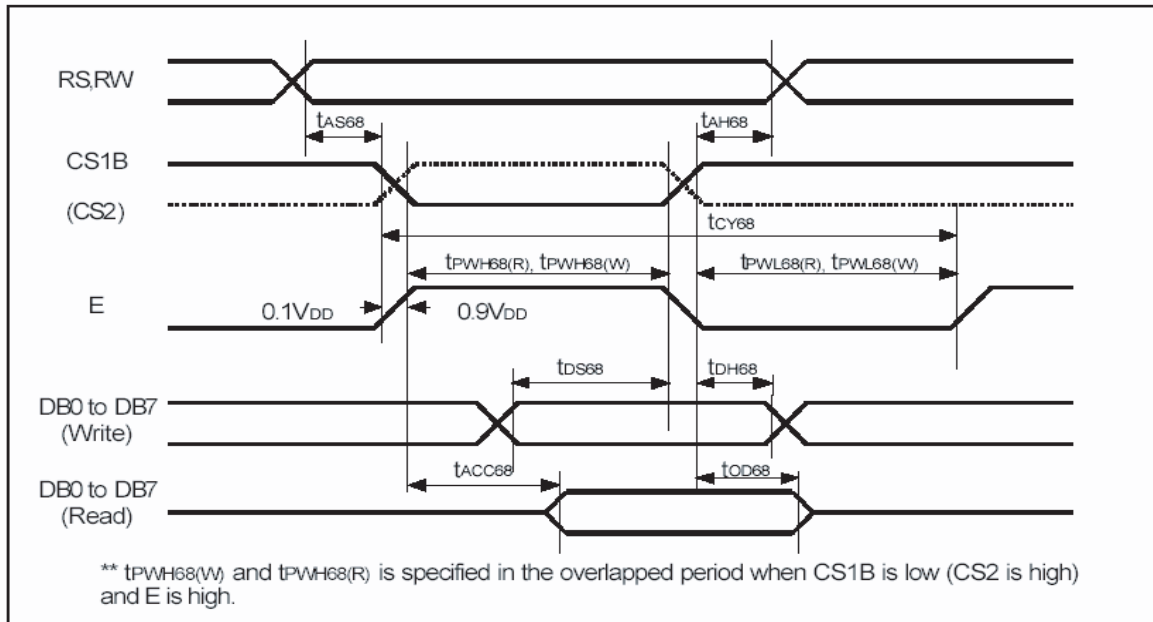 RS,RW
tAS68
tAH68
CS1B
(CS2)
tCY68
tPWH68(R), tPWH68(W)
tPWL68(R), tPWL68(W)
E
0.1VDD
0.9VDD
tDS68
tDH68
DB0 to DB7
(Write)
tACC68
tOD68
DB0 to DB7
(Read)
** tPWH68(W) and tPWH68(R) is specified in the overlapped period when CS1B is low (CS2 is high)
and E is high.